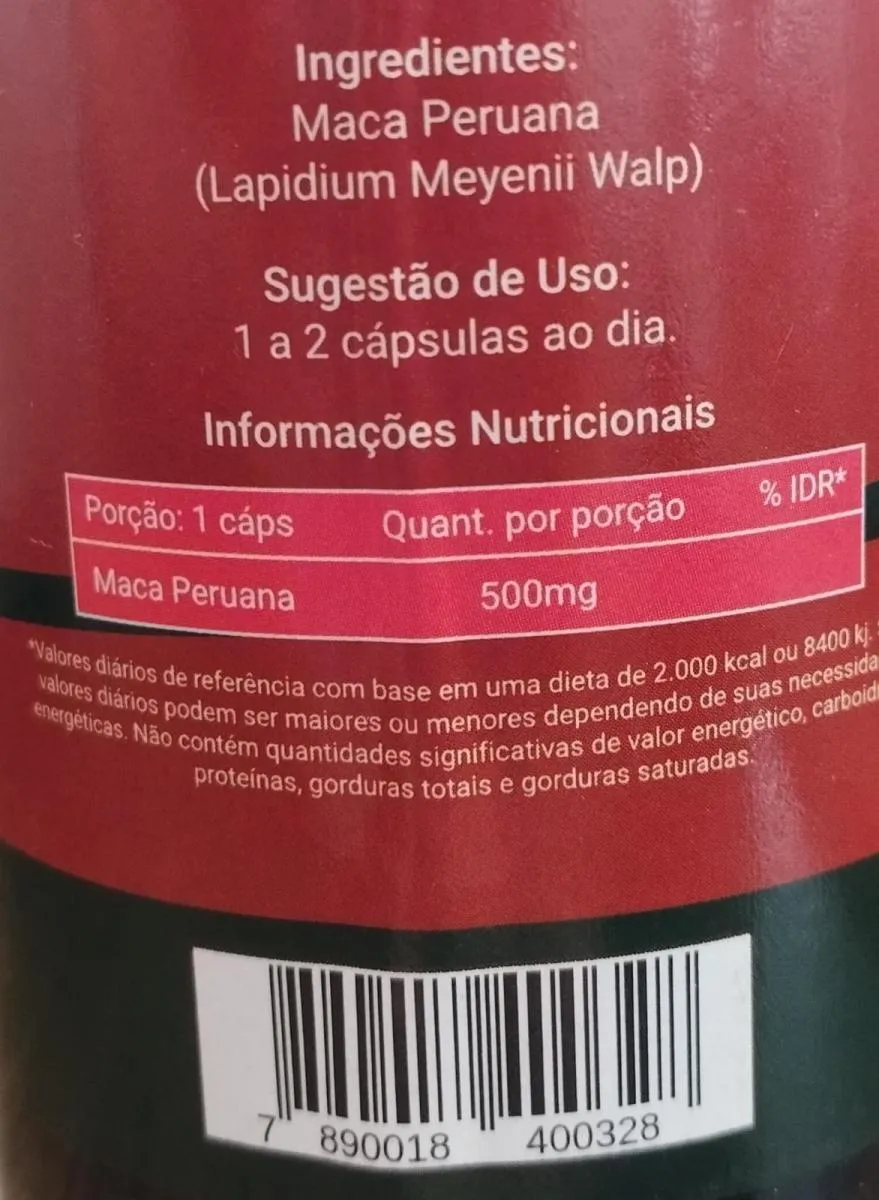 Ingredientes:
Maca Peruana
(Lapidium Meyenii Walp)
Sugestão de Uso:
1 a 2 cápsulas ao dia.
Informações Nutricionais
Porção: 1 cáps Quant. por porção % IDR*
Maca Peruana 500mg
*Valores diários de referência com base em uma dieta de 2.000 kcal ou 8400 kj.
valores diários podem ser maiores ou menores dependendo de suas necessida
energéticas. Não contém quantidades significativas de valor energético, carboid
proteínas, gorduras totais e gorduras saturadas.
7 890018 400328